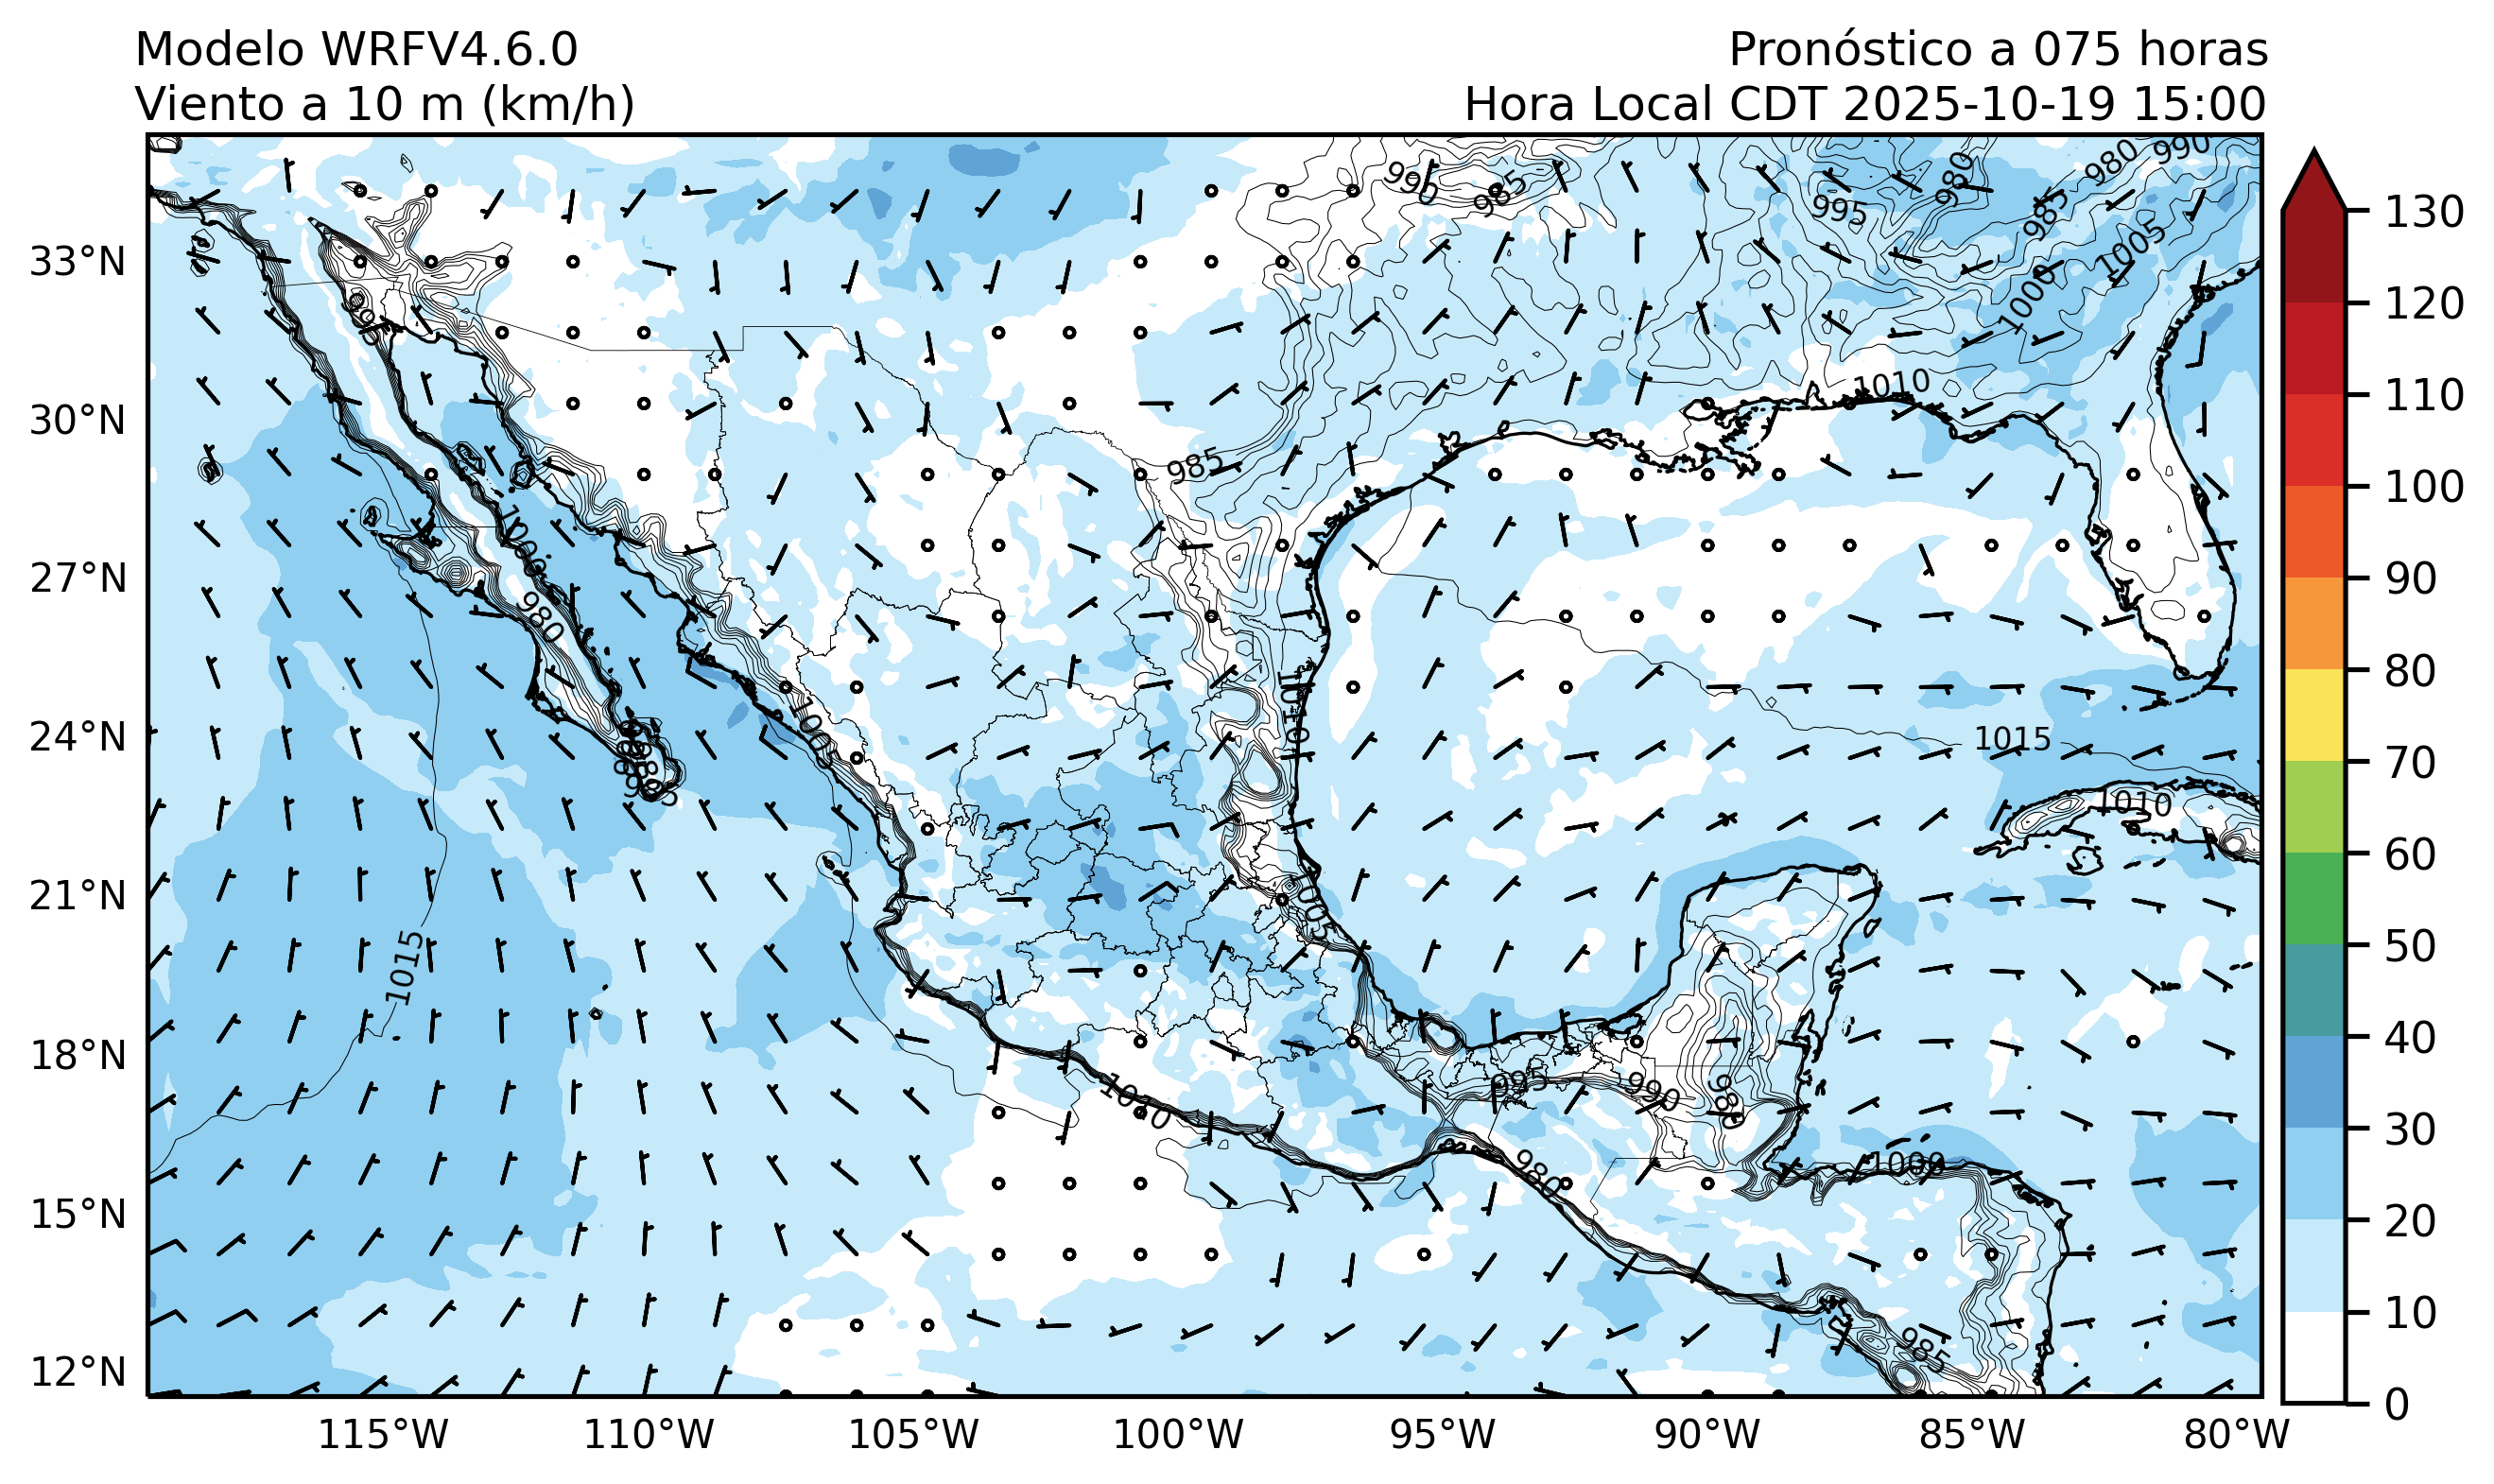 Modelo WRFV4.6.0
Viento a 10 m (km/h)
Pronóstico a 075 horas
Hora Local CDT 2025-10-19 15:00
33°N
30°N
27°N
24°N
21°N
18°N
15°N
12°N
115°W
110°W
105°W
100°W
95°W
90°W
85°W
80°W
130
120
110
100
90
80
70
60
50
40
30
20
10
0
990
985
995
980
985
980
990
1005
1000
1010
985
1005
980
1000
1010
1015
1010
1005
1015
1010
995
990
980
1000
980
985